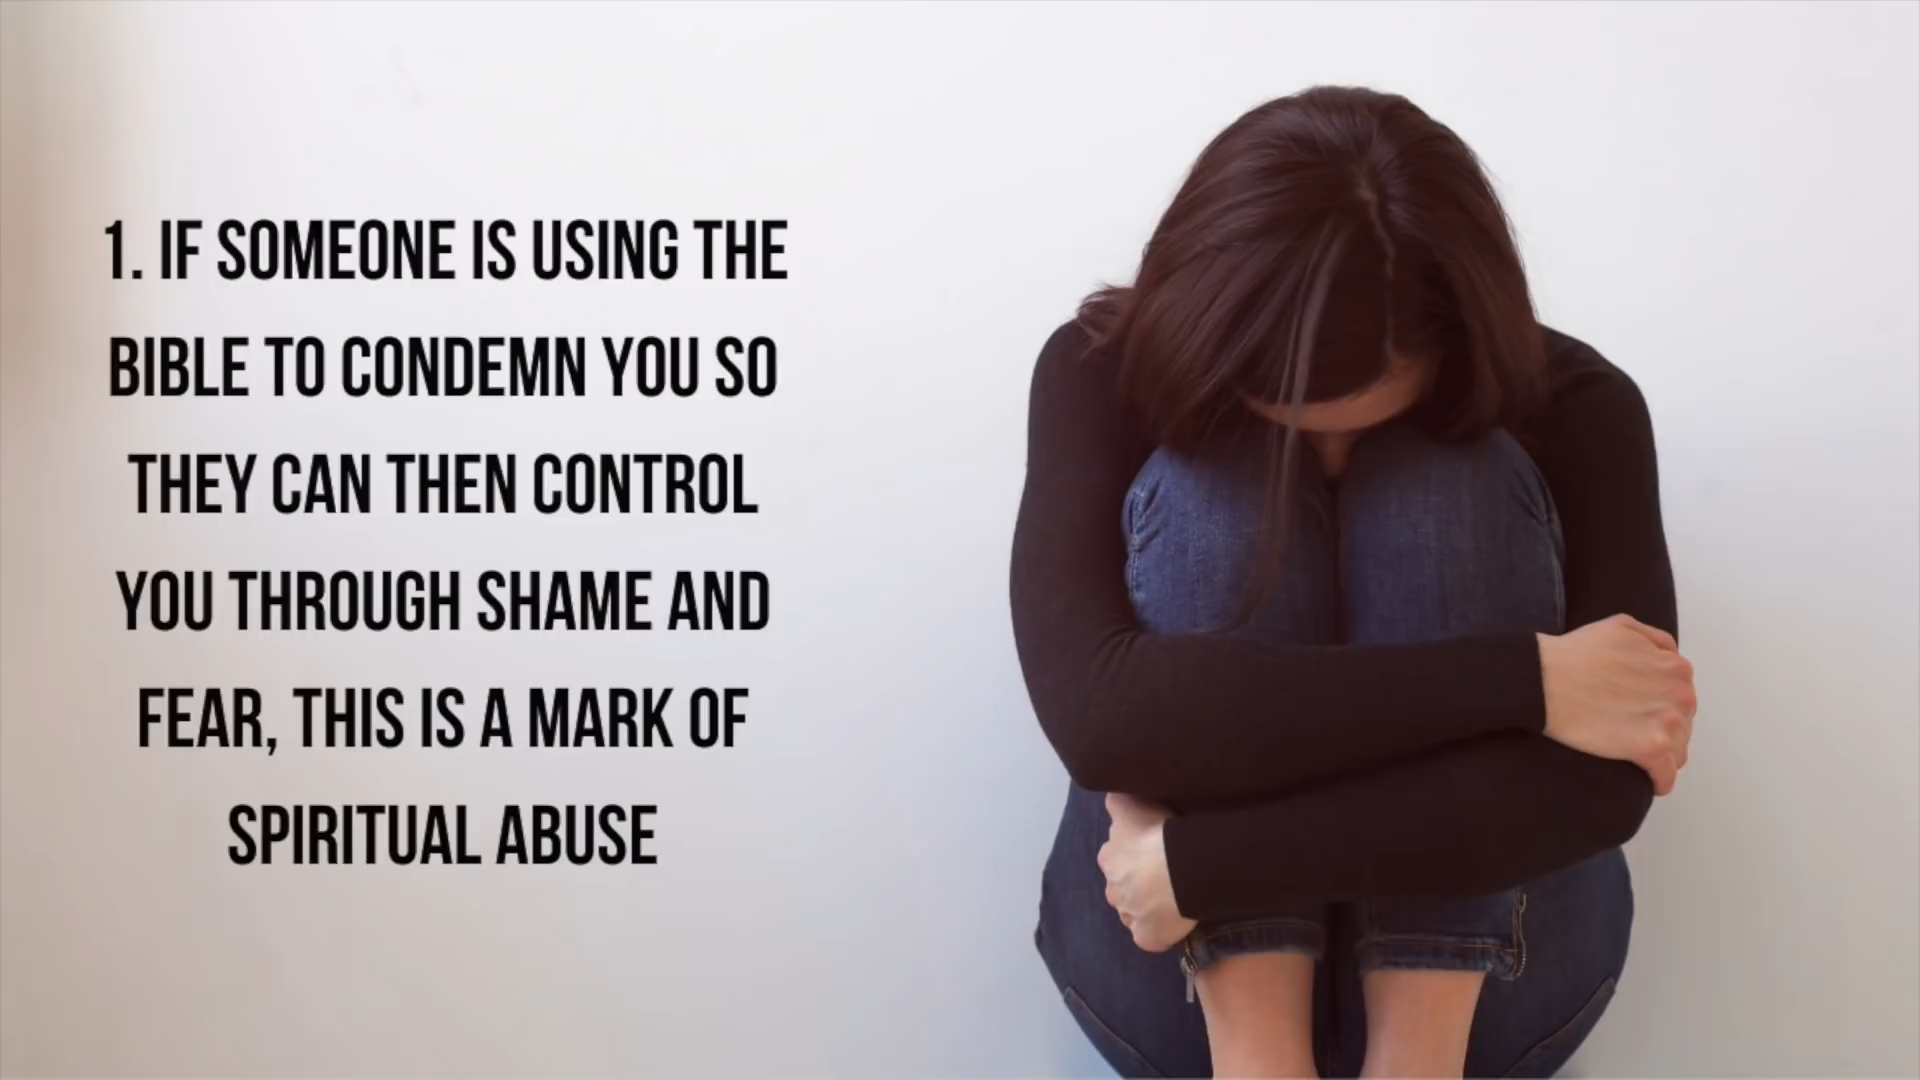 1. IF SOMEONE IS USING THE
BIBLE TO CONDEMN YOU SO
THEY CAN THEN CONTROL
YOU THROUGH SHAME AND
FEAR, THIS IS A MARK OF
SPIRITUAL ABUSE